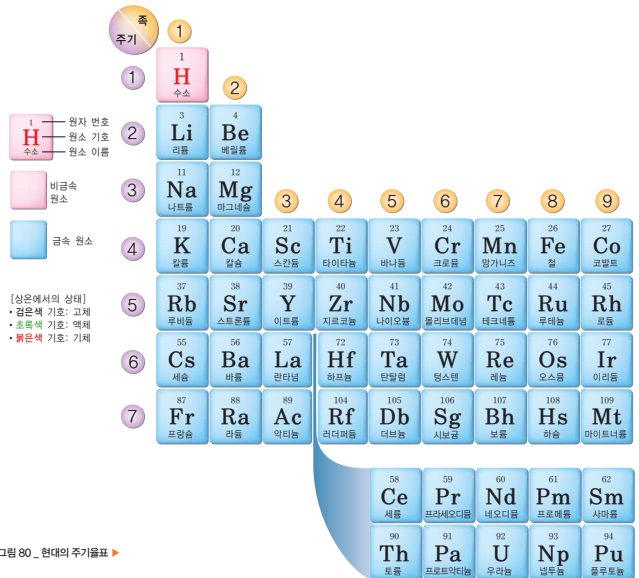 족
주기
1
1
1
H
수소
2
1
H
수소
원자 번호
원소 기호
원소 이름
2
3
Li
리튬
4
Be
베릴륨
비금속
원소
3
11
Na
나트륨
12
Mg
마그네슘
3
4
5
6
7
8
9
금속 원소
4
19
K
칼륨
20
Ca
칼슘
21
Sc
스칸듐
22
Ti
타이타늄
23
V
바나듐
24
Cr
크로뮴
25
Mn
망가니즈
26
Fe
철
27
Co
코발트
[상온에서의 상태]
• 검은색 기호: 고체
• 초록색 기호: 액체
• 붉은색 기호: 기체
5
37
Rb
루비듐
38
Sr
스트론튬
39
Y
이트륨
40
Zr
지르코늄
41
Nb
나이오븀
42
Mo
몰리브데넘
43
Tc
테크네튬
44
Ru
루테늄
45
Rh
로듐
6
55
Cs
세슘
56
Ba
바륨
57
La
란타넘
72
Hf
하프늄
73
Ta
탄탈럼
74
W
텅스텐
75
Re
레늄
76
Os
오스뮴
77
Ir
이리듐
7
87
Fr
프랑슘
88
Ra
라듐
89
Ac
악티늄
104
Rf
러더퍼듐
105
Db
더브늄
106
Sg
시보귬
107
Bh
보륨
108
Hs
하슘
109
Mt
마이트너륨
58
Ce
세륨
59
Pr
프라세오디뮴
60
Nd
네오디뮴
61
Pm
프로메튬
62
Sm
사마륨
90
Th
토륨
91
Pa
프로트악티늄
92
U
우라늄
93
Np
넵투늄
94
Pu
플루토늄
그림 80 _ 현대의 주기율표 ▶